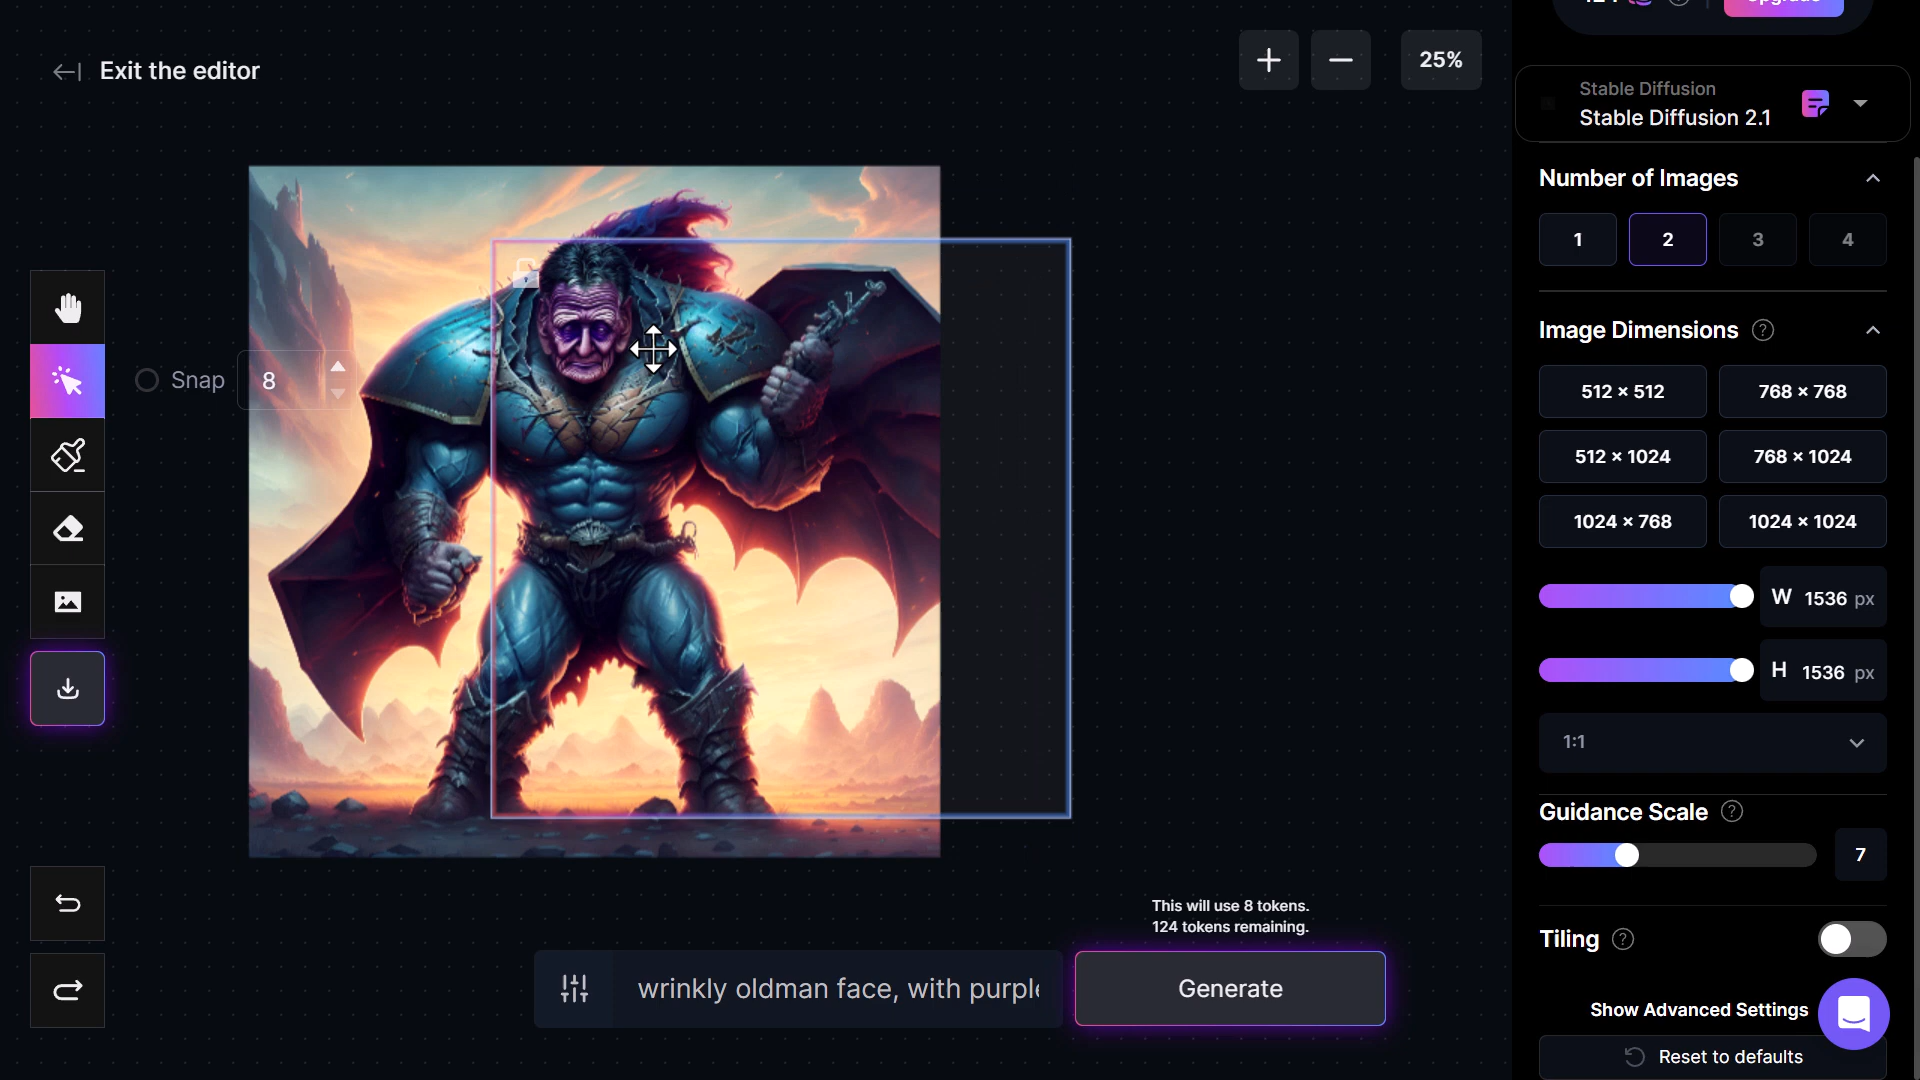 Exit the editor
25%
Stable Diffusion
Stable Diffusion 2.1
Number of Images
1
2
3
4
Image Dimensions
512 × 512
768 × 768
512 × 1024
768 × 1024
1024 × 768
1024 × 1024
W 1536 px
H 1536 px
1:1
Guidance Scale
7
Tiling
Show Advanced Settings
Reset to defaults
Snap
8
This will use 8 tokens.
124 tokens remaining.
wrinkly oldman face, with purple
Generate